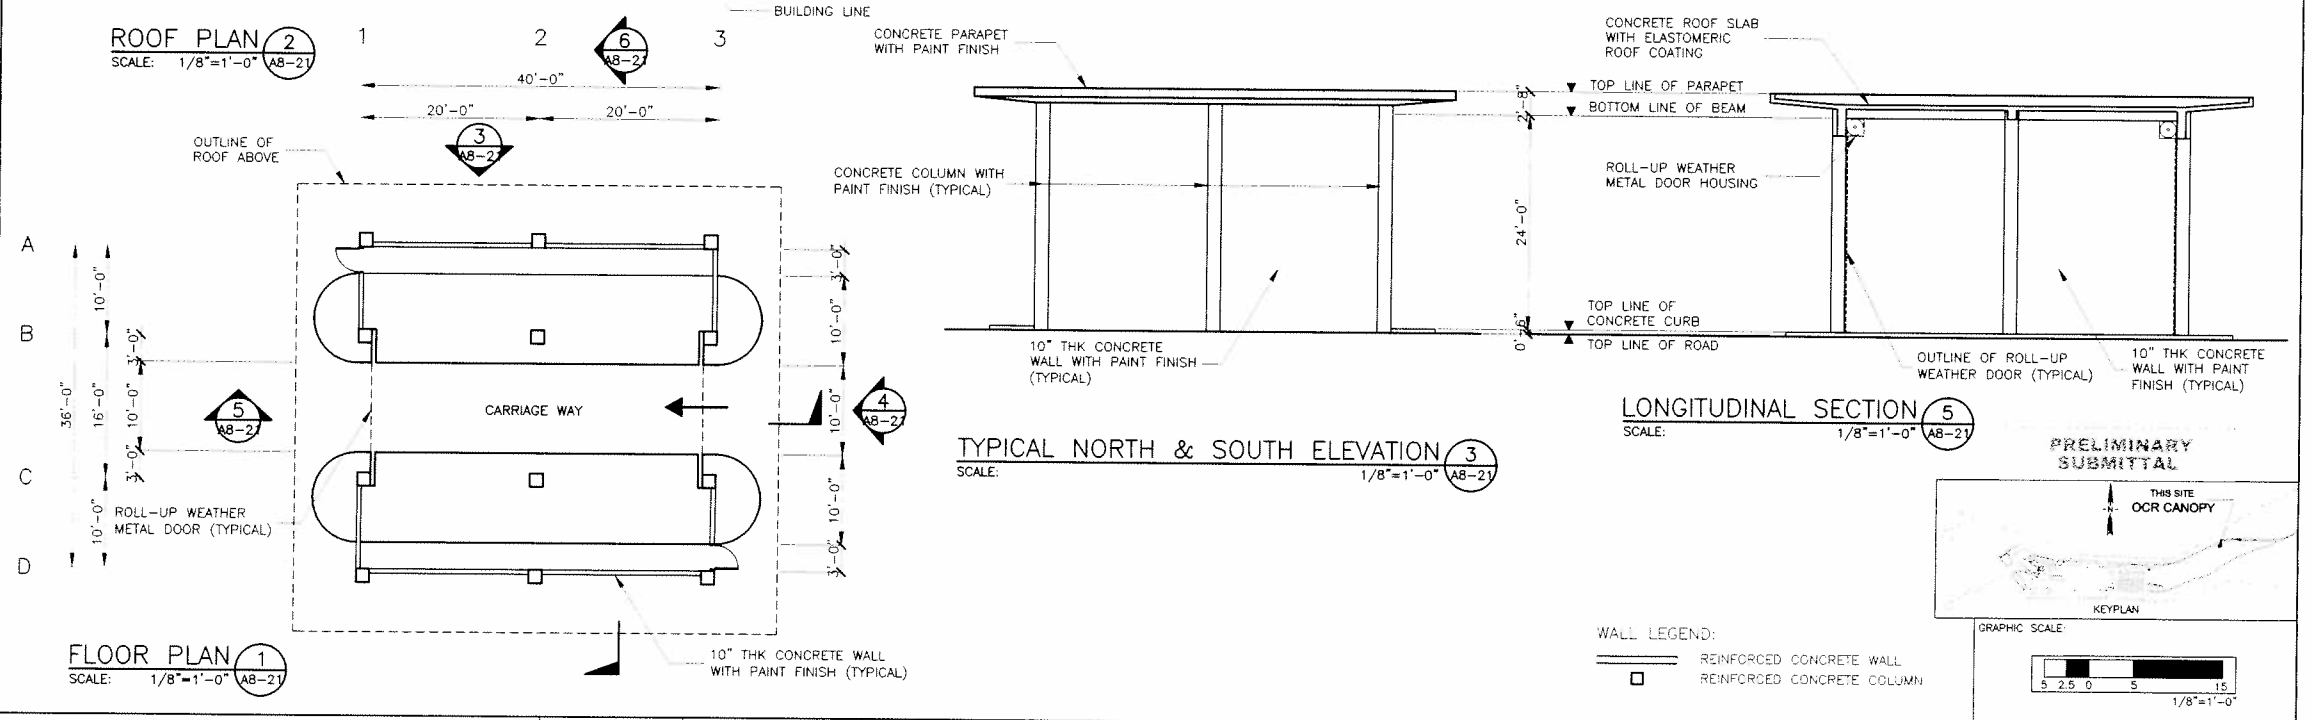 BUILDING LINE
ROOF PLAN 2
SCALE: 1/8"=1'-0" A8-21
1
2
3
6
A8-21
40'-0"
20'-0"
20'-0"
3
A8-21
OUTLINE OF
ROOF ABOVE
A
B
C
D
36'-0"
10'-0"
16'-0"
10'-0"
3'-0"
10'-0"
3'-0"
5
A8-21
CARRIAGE WAY
4
A8-21
3'-0"
10'-0"
10'-0"
10'-0"
3'-0"
ROLL-UP WEATHER
METAL DOOR (TYPICAL)
10" THK CONCRETE WALL
WITH PAINT FINISH (TYPICAL)
FLOOR PLAN 1
SCALE: 1/8"=1'-0" A8-21
CONCRETE PARAPET
WITH PAINT FINISH
CONCRETE COLUMN WITH
PAINT FINISH (TYPICAL)
10" THK CONCRETE
WALL WITH PAINT FINISH
(TYPICAL)
TYPICAL NORTH & SOUTH ELEVATION 3
SCALE: 1/8"=1'-0" A8-21
2'-8"
24'-0"
0'-6"
TOP LINE OF PARAPET
BOTTOM LINE OF BEAM
TOP LINE OF
CONCRETE CURB
TOP LINE OF ROAD
CONCRETE ROOF SLAB
WITH ELASTOMERIC
ROOF COATING
ROLL-UP WEATHER
METAL DOOR HOUSING
OUTLINE OF ROLL-UP
WEATHER DOOR (TYPICAL)
10" THK CONCRETE
WALL WITH PAINT
FINISH (TYPICAL)
LONGITUDINAL SECTION 5
SCALE: 1/8"=1'-0" A8-21
PRELIMINARY
SUBMITTAL
THIS SITE
OCR CANOPY
-N-
KEYPLAN
WALL LEGEND:
REINFORCED CONCRETE WALL
REINFORCED CONCRETE COLUMN
GRAPHIC SCALE:
5 2.5 0 5 15
1/8"=1'-0"